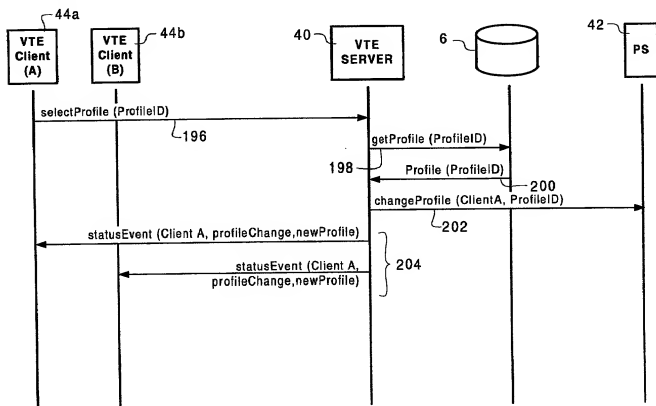 44a
44b
40
6
42
VTE
Client
(A)
VTE
Client
(B)
VTE
SERVER
PS
selectProfile (ProfileID)
196
getProfile (ProfileID)
198
Profile (ProfileID)
200
changeProfile (ClientA, ProfileID)
202
statusEvent (Client A, profileChange,newProfile)
204
statusEvent (Client A,
profileChange,newProfile)